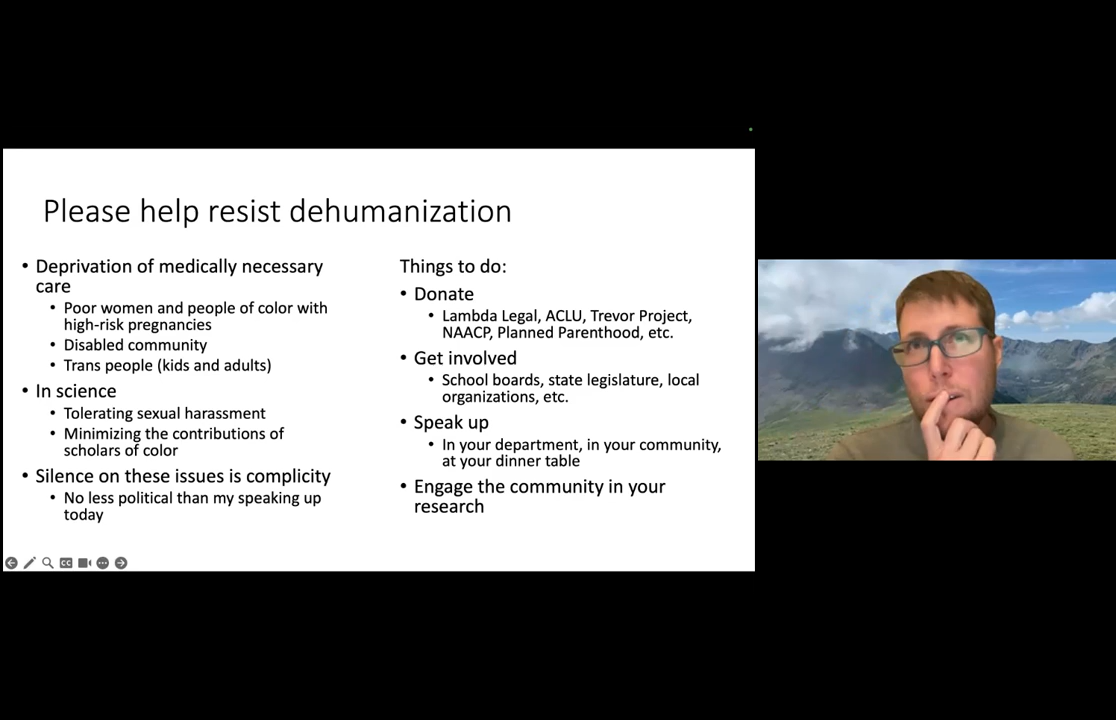 Please help resist dehumanization
• Deprivation of medically necessary
care
• Poor women and people of color with
high-risk pregnancies
• Disabled community
• Trans people (kids and adults)
• In science
• Tolerating sexual harassment
• Minimizing the contributions of
scholars of color
• Silence on these issues is complicity
• No less political than my speaking up
today
Things to do:
• Donate
• Lambda Legal, ACLU, Trevor Project,
NAACP, Planned Parenthood, etc.
• Get involved
• School boards, state legislature, local
organizations, etc.
• Speak up
• In your department, in your community,
at your dinner table
• Engage the community in your
research
CC